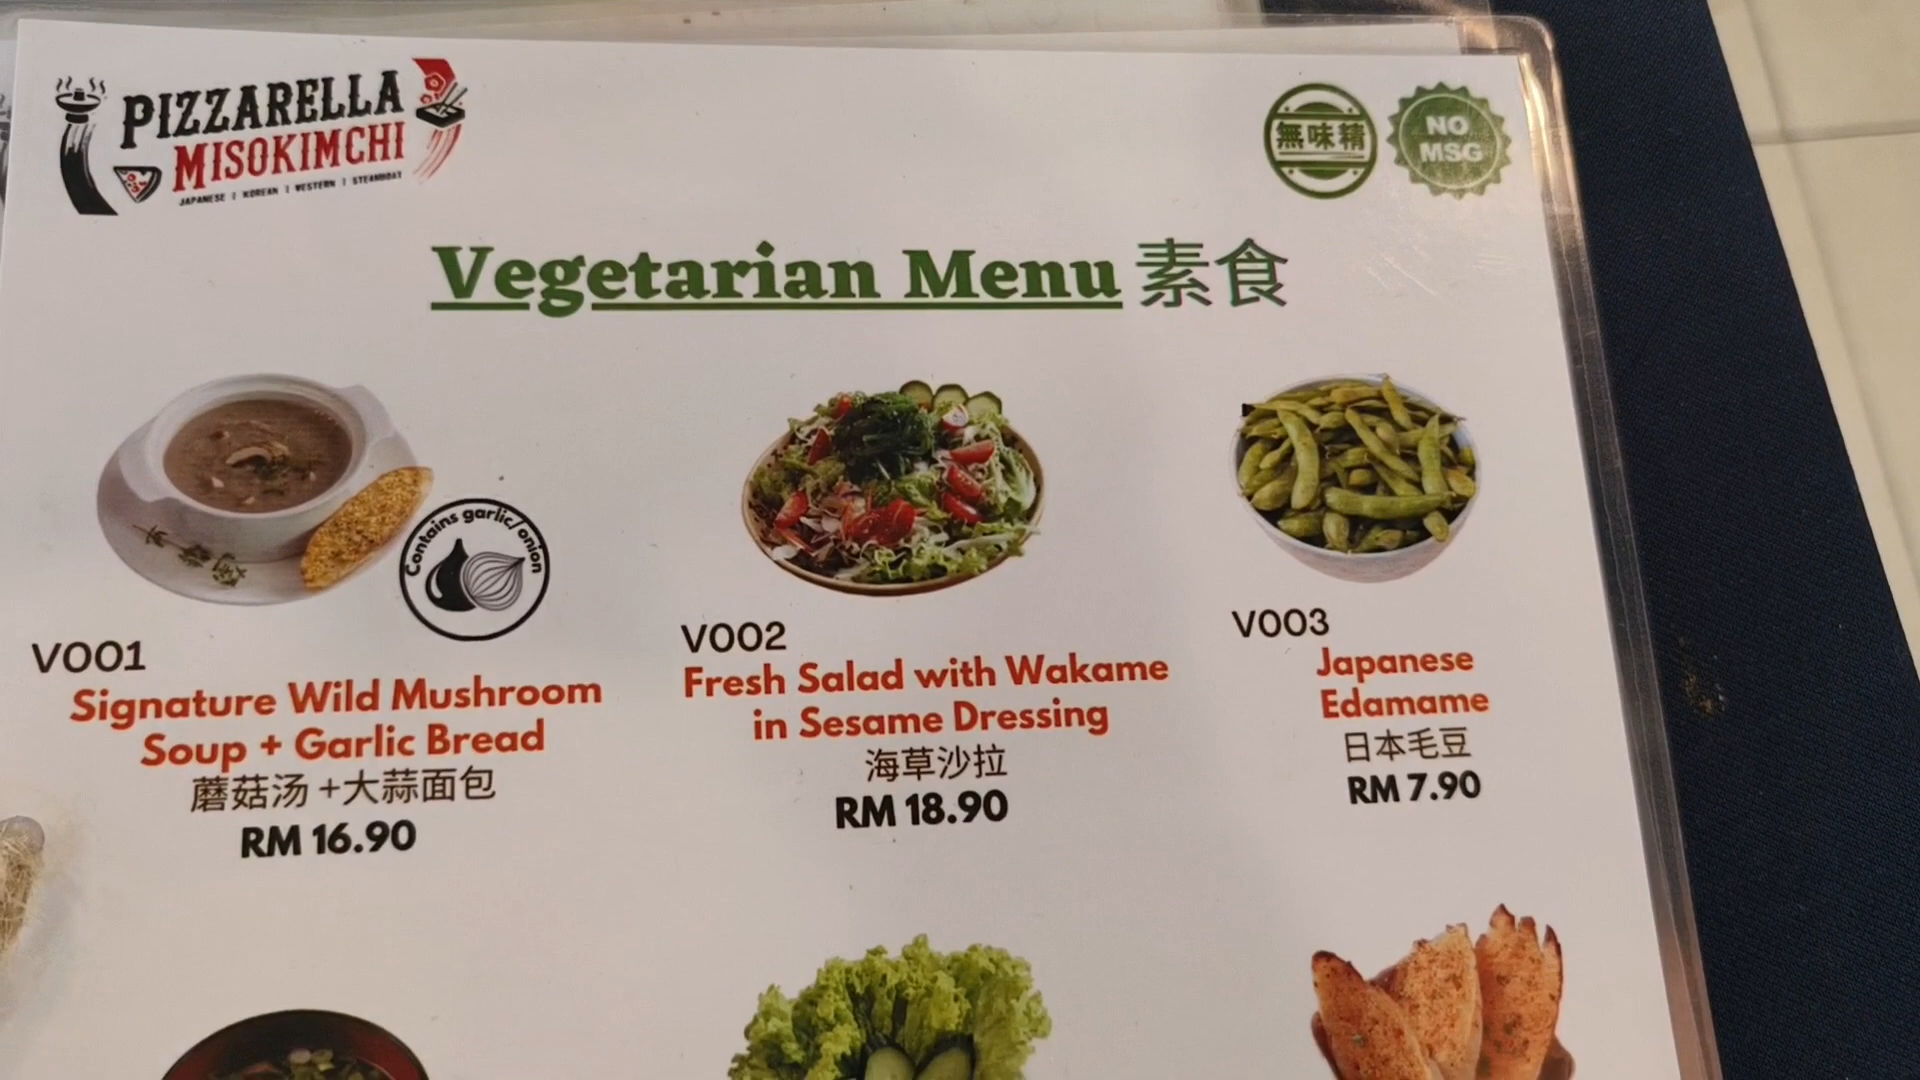 PIZZARELLA
MISOKIMCHI
JAPANESE | KOREAN | WESTERN | STEAMBOAT
無味精
NO
MSG
Vegetarian Menu 素食
Contains garlic/onion
V001
Signature Wild Mushroom
Soup + Garlic Bread
蘑菇汤 +大蒜面包
RM 16.90
V002
Fresh Salad with Wakame
in Sesame Dressing
海草沙拉
RM 18.90
V003
Japanese
Edamame
日本毛豆
RM 7.90